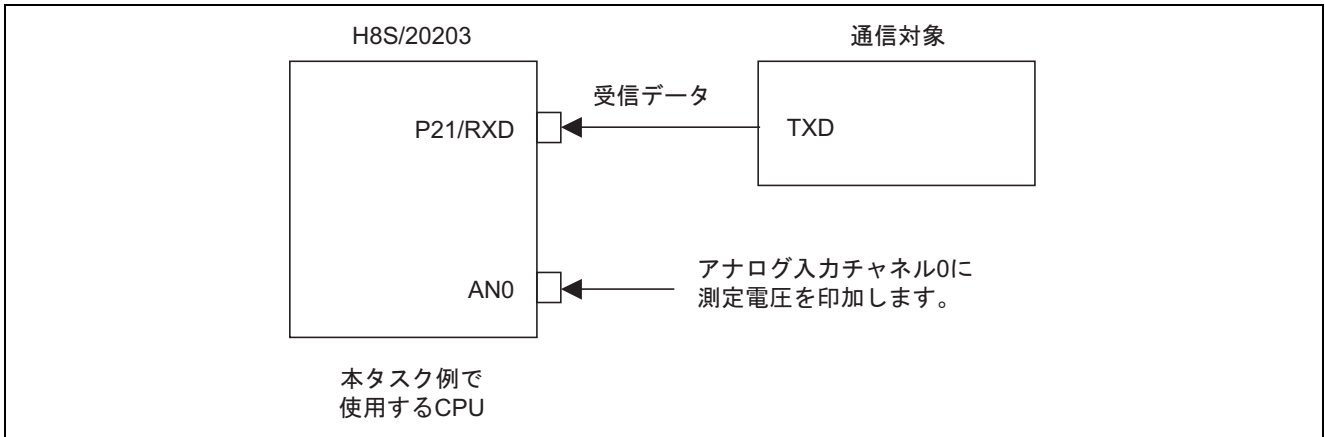 H8S/20203
通信対象
受信データ
P21/RXD
TXD
アナログ入力チャネル0に
測定電圧を印加します。
AN0
本タスク例で
使用するCPU